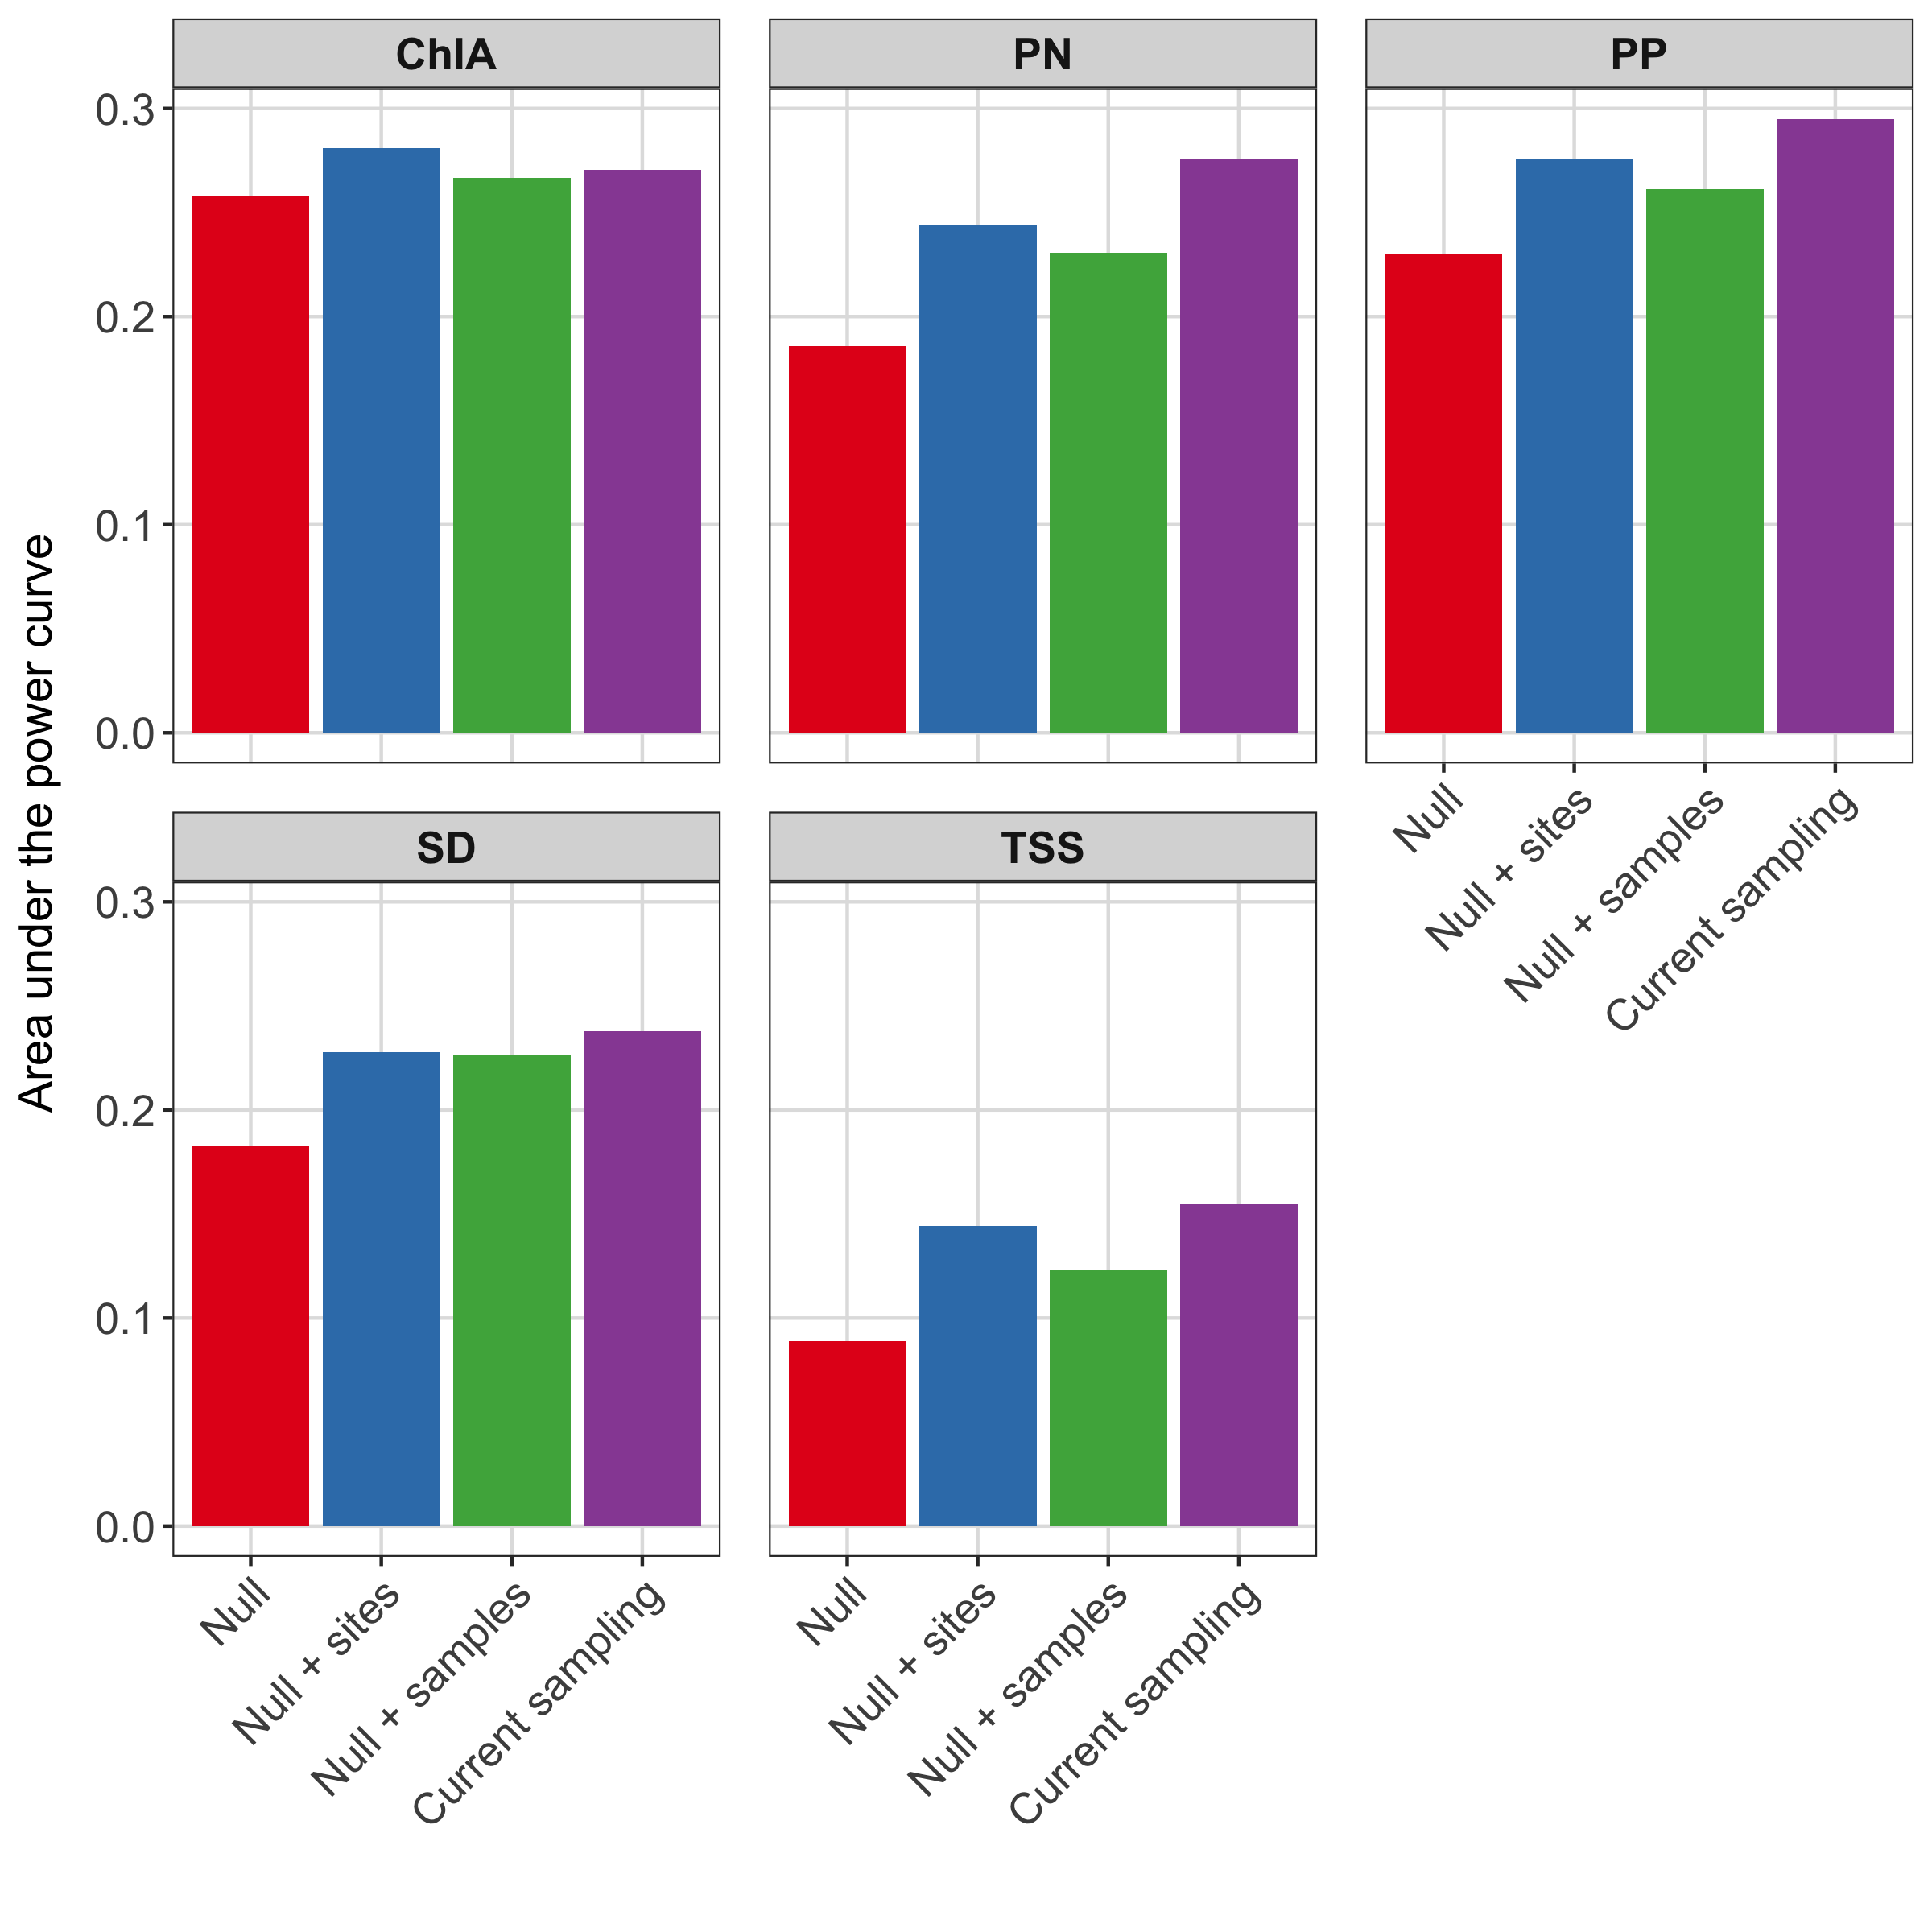 ChlA
PN
PP
0.3
0.2
0.1
0.0
Area under the power curve
Null
Null + sites
Null + samples
Current sampling
SD
TSS
0.3
0.2
0.1
0.0
Null
Null + sites
Null + samples
Current sampling
Null
Null + sites
Null + samples
Current sampling